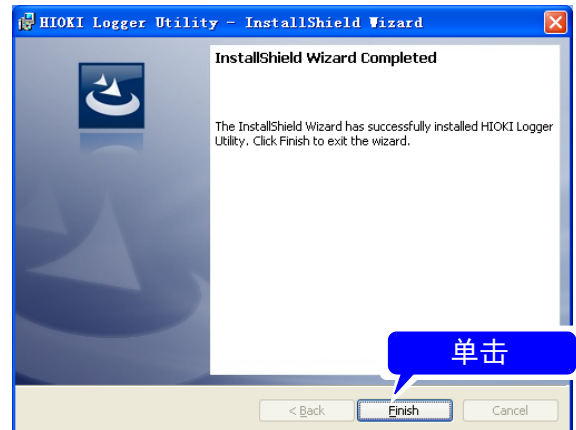 HIOKI Logger Utility - InstallShield Wizard
InstallShield Wizard Completed
The InstallShield Wizard has successfully installed HIOKI Logger
Utility. Click Finish to exit the wizard.
单击
< Back
Finish
Cancel